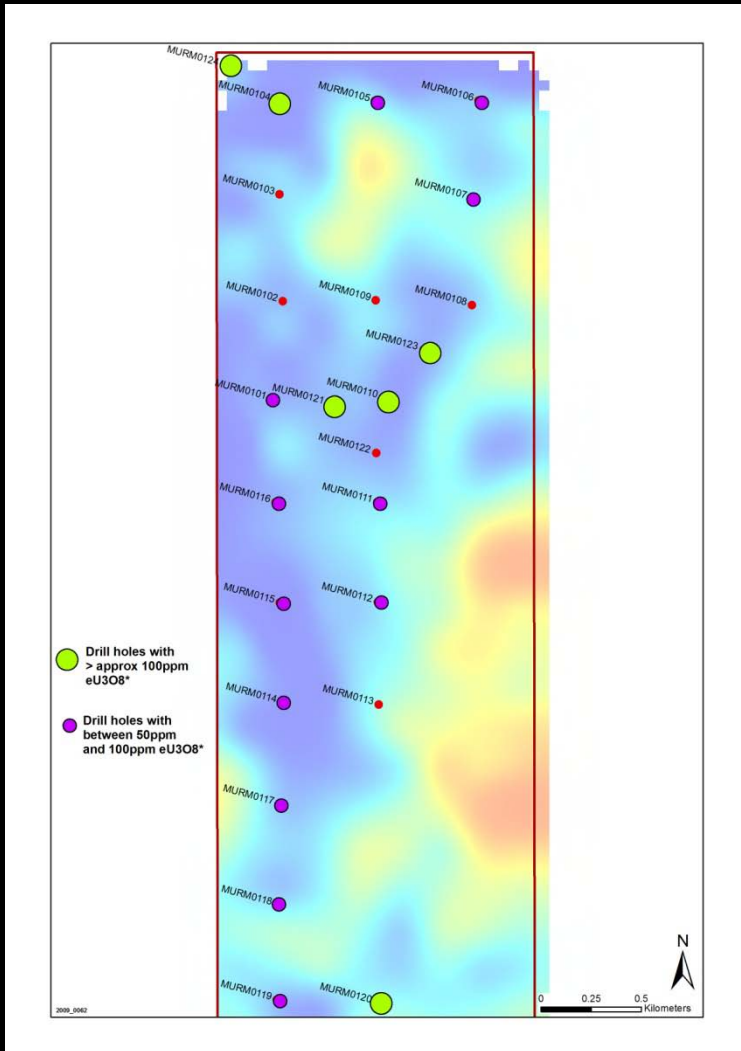 MURM0124
MURM0104
MURM0105
MURM0106
MURM0103
MURM0107
MURM0102
MURM0109
MURM0108
MURM0123
MURM0101
MURM0121
MURM0110
MURM0122
MURM0116
MURM0111
MURM0115
MURM0112
Drill holes with
> approx 100ppm
eU3O8*
MURM0114
MURM0113
Drill holes with
between 50ppm
and 100ppm eU3O8*
MURM0117
MURM0118
MURM0119
MURM0120
N
0 0.25 0.5
Kilometers
2009_0062